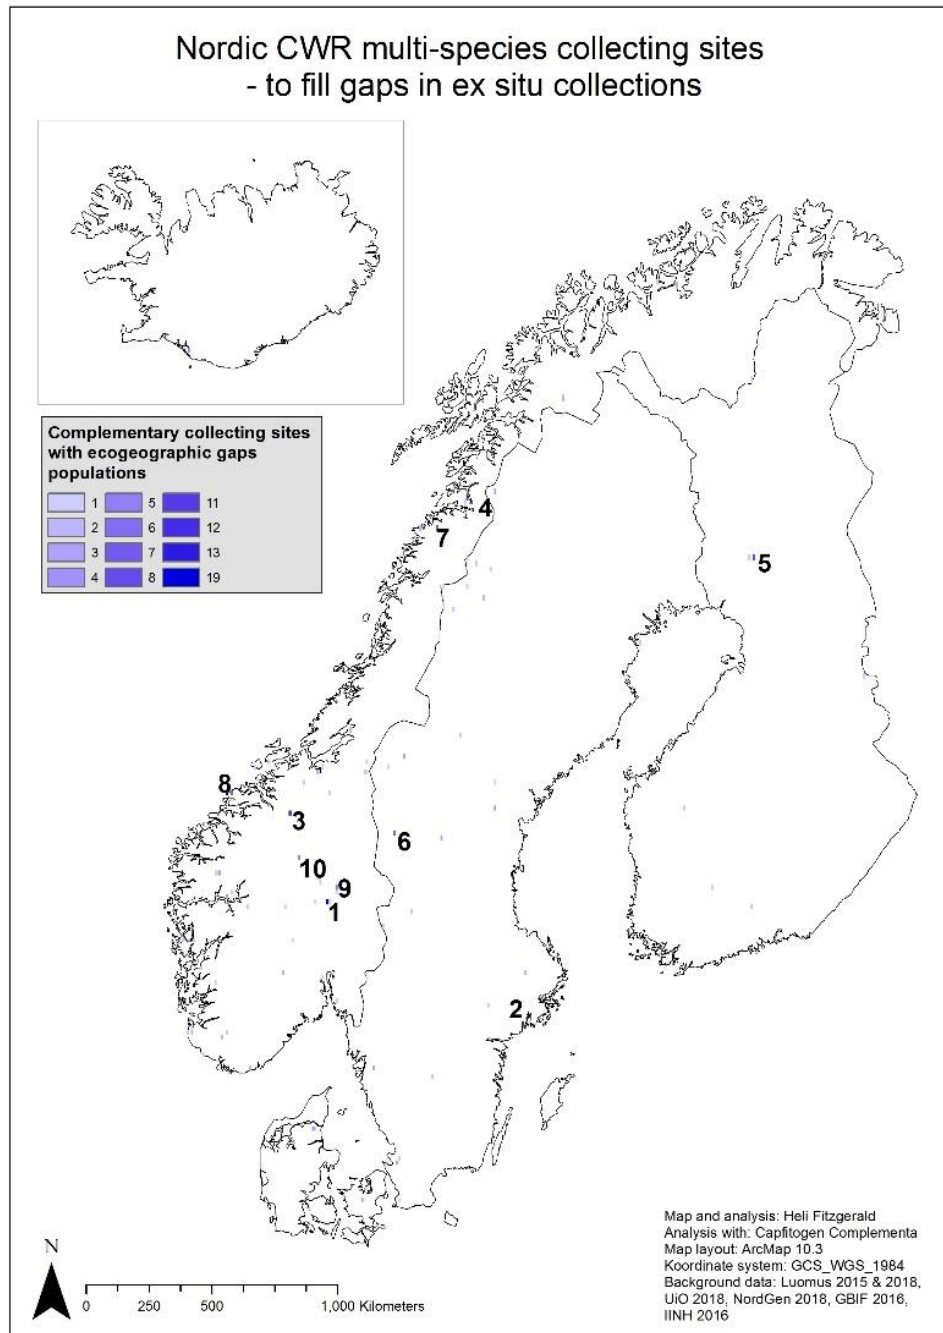 Nordic CWR multi-species collecting sites
- to fill gaps in ex situ collections
Complementary collecting sites
with ecogeographic gaps
populations
1 5 11
2 6 12
3 7 13
4 8 19
4
7
5
8
3
6
10
9
1
2
N
0 250 500 1,000 Kilometers
Map and analysis: Heli Fitzgerald
Analysis with: Capfitogen Complementa
Map layout: ArcMap 10.3
Koordinate system: GCS_WGS_1984
Background data: Luomus 2015 & 2018,
UiO 2018, NordGen 2018, GBIF 2016,
IINH 2016